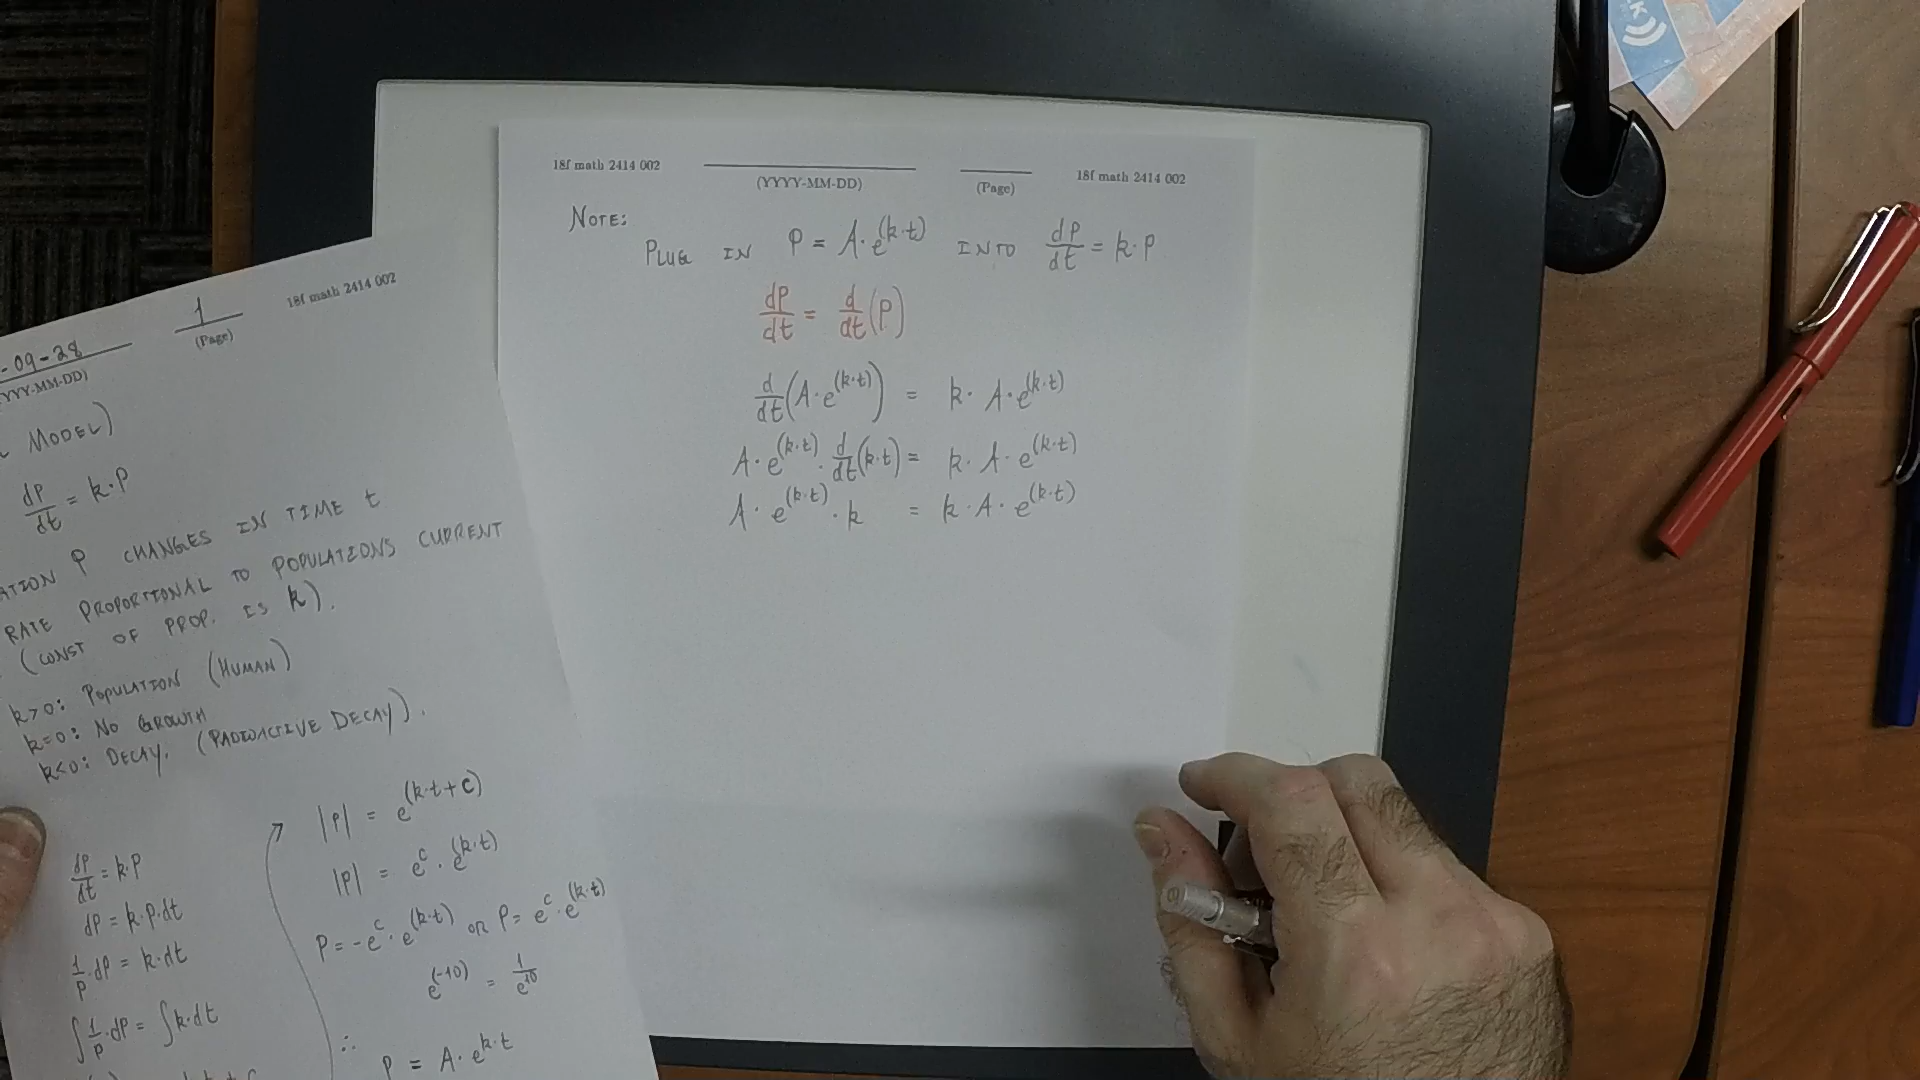 18f math 2414 002
(YYYY-MM-DD)
(Page)
18f math 2414 002
NOTE:
PLUG IN P = A·e^(k·t) INTO dP/dt = k·P
dP/dt = d/dt(P)
d/dt(A·e^(k·t)) = k·A·e^(k·t)
A·e^(k·t)·d/dt(k·t) = k·A·e^(k·t)
A·e^(k·t)·k = k·A·e^(k·t)
-09-28
YYY-MM-DD)
1
(Page)
18f math 2414 002
MODEL)
dP/dt = k·P
ATION P CHANGES IN TIME t
RATE PROPORTIONAL TO POPULATIONS CURRENT
(CONST OF PROP. IS k).
k>0: POPULATION (HUMAN)
k=0: NO GROWTH
k<0: DECAY. (RADIOACTIVE DECAY).
dP/dt = k·P
dP = k·P·dt
1/P·dP = k·dt
∫1/P·dP = ∫k·dt
|P| = e^(k·t+c)
|P| = e^c·e^(k·t)
P=-e^c·e^(k·t) OR P=e^c·e^(k·t)
e^(-10) = 1/e^10
∴ P = A·e^k·t